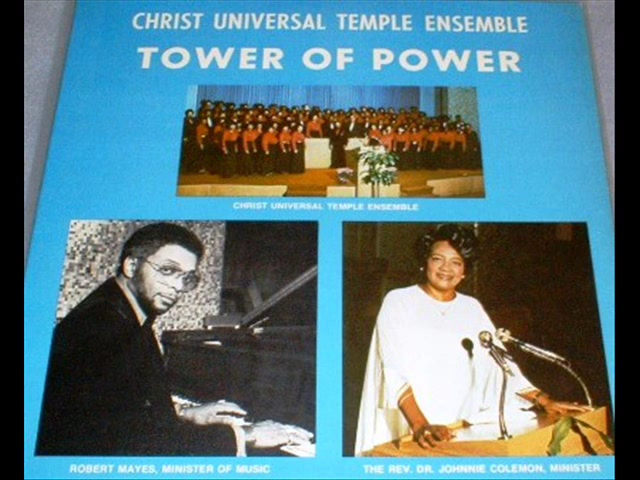 CHRIST UNIVERSAL TEMPLE ENSEMBLE
TOWER OF POWER
CHRIST UNIVERSAL TEMPLE ENSEMBLE
ROBERT MAYES, MINISTER OF MUSIC
THE REV. DR. JOHNNIE COLEMON, MINISTER